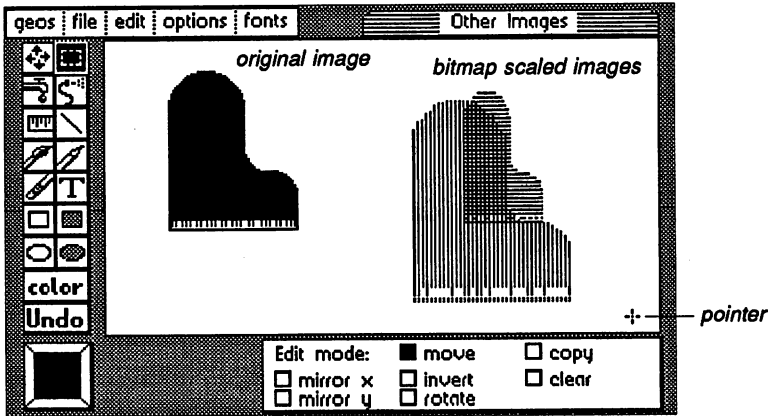 geos file edit options fonts
Other Images
original image
bitmap scaled images
T
color
Undo
pointer
Edit mode: move copy
mirror x invert clear
mirror y rotate